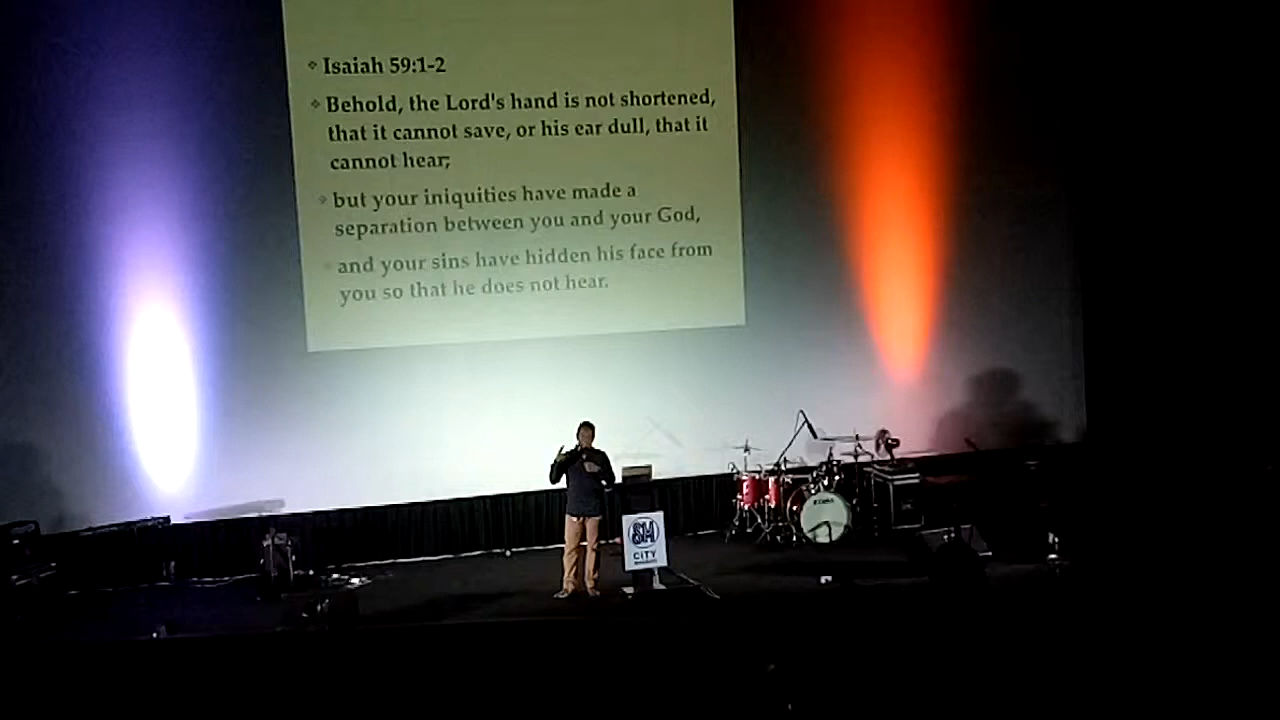 Isaiah 59:1-2
Behold, the Lord's hand is not shortened,
that it cannot save, or his ear dull, that it
cannot hear;
but your iniquities have made a
separation between you and your God,
and your sins have hidden his face from
you so that he does not hear.
SM
CITY